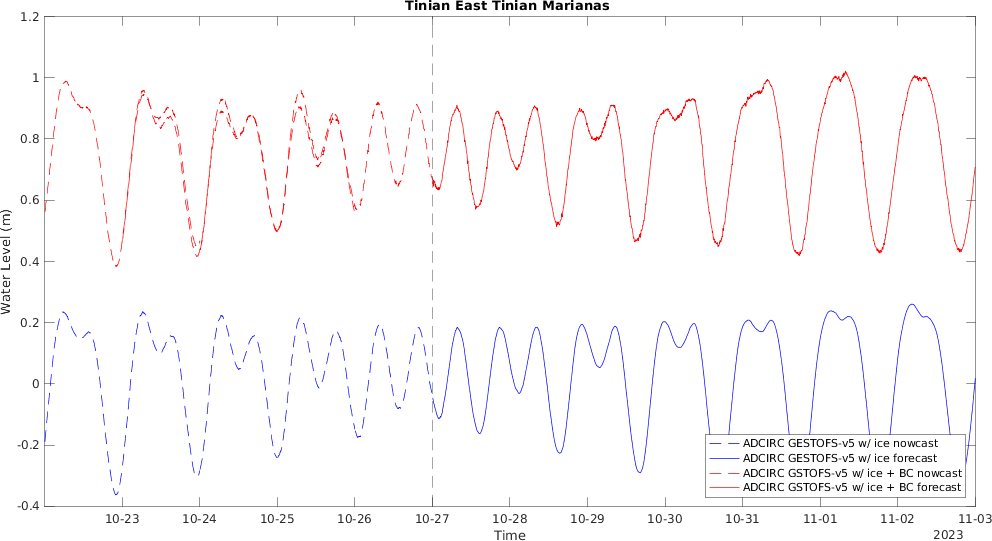 Tinian East Tinian Marianas
1.2
1
0.8
0.6
0.4
0.2
0
-0.2
-0.4
Water Level (m)
ADCIRC GESTOFS-v5 w/ ice nowcast
ADCIRC GESTOFS-v5 w/ ice forecast
ADCIRC GSTOFS-v5 w/ ice + BC nowcast
ADCIRC GSTOFS-v5 w/ ice + BC forecast
10-23 10-24 10-25 10-26 10-27 10-28 10-29 10-30 10-31 11-01 11-02 11-03
Time
2023